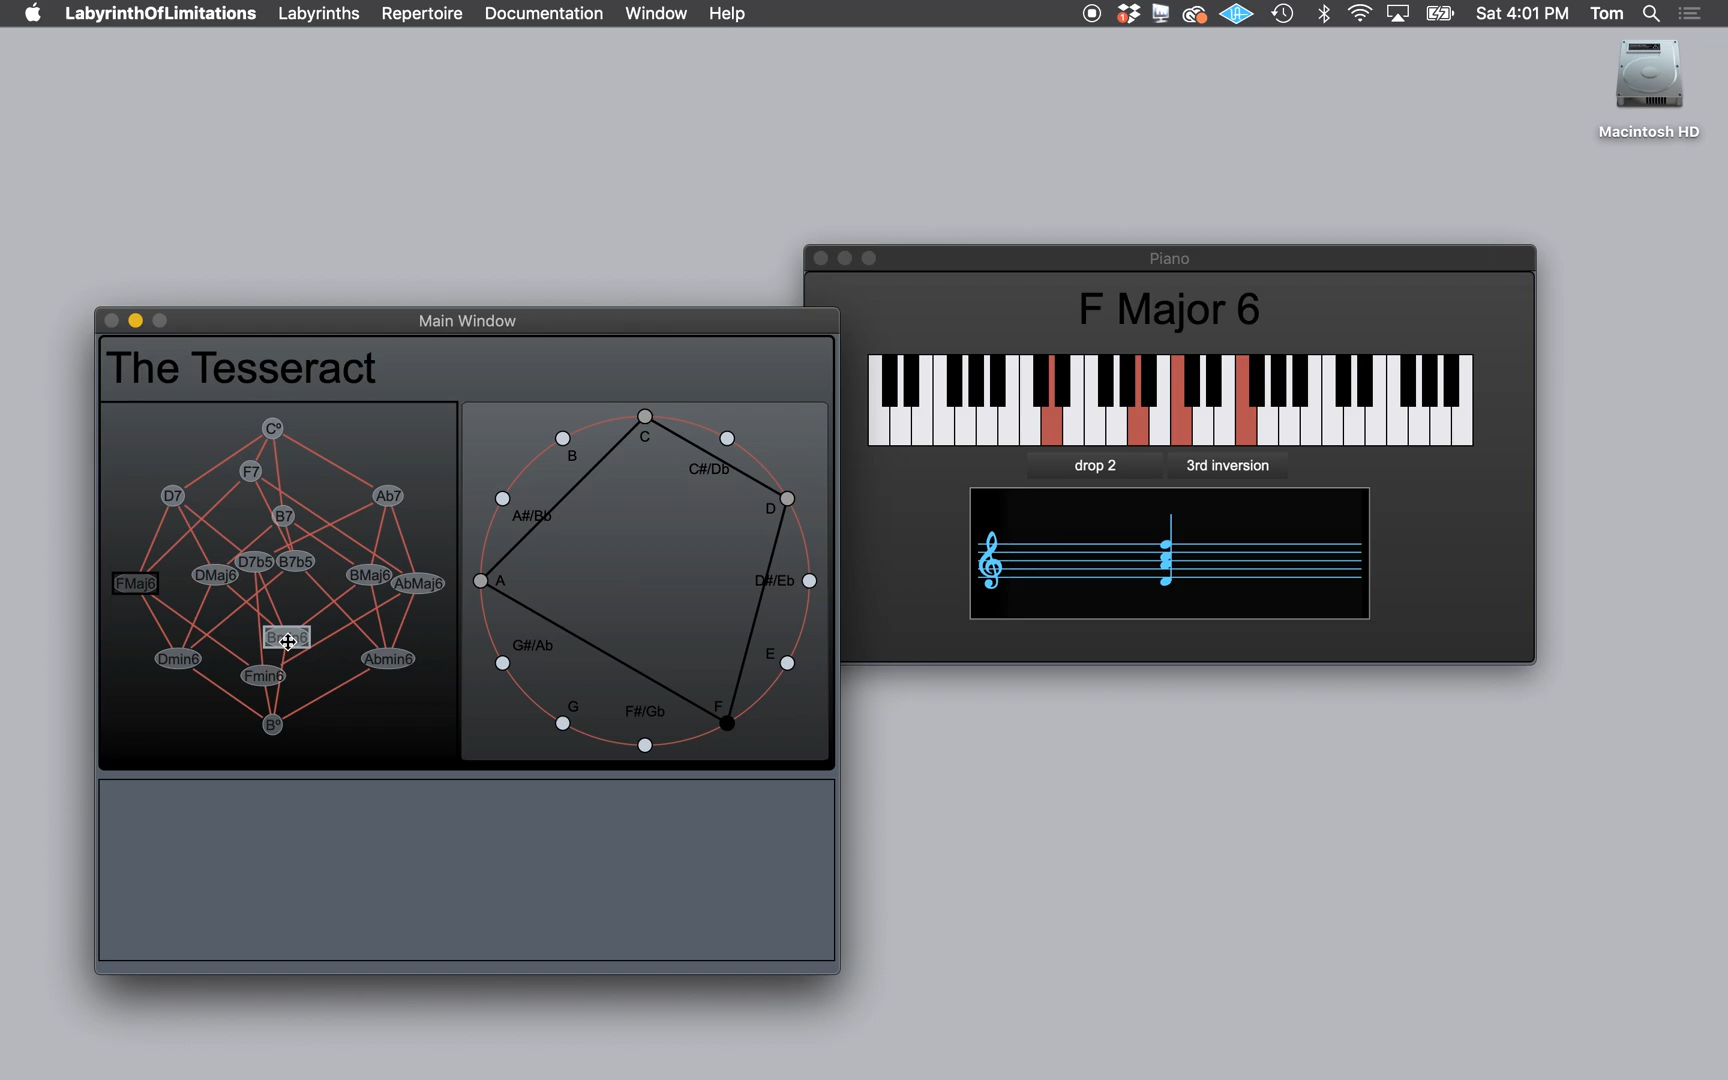 LabyrinthOfLimitations Labyrinths Repertoire Documentation Window Help Sat 4:01 PM Tom
Macintosh HD
Piano
F Major 6
drop 2 3rd inversion
Main Window
The Tesseract
C°
F7
D7 Ab7
B7
D7b5 B7b5
FMaj6 DMaj6 BMaj6 AbMaj6
Dmin6 Abmin6
Fmin6
B°
C
B C#/Db
A#/Bb D
A D#/Eb
G#/Ab E
G F#/Gb F